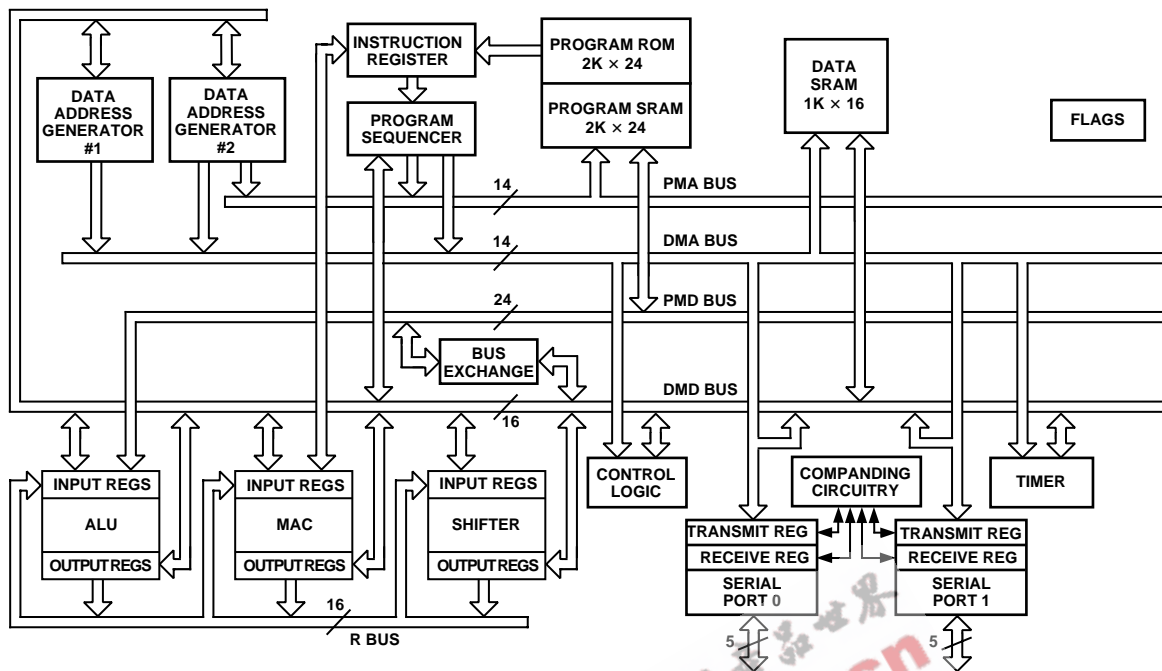 INSTRUCTION
REGISTER
PROGRAM ROM
2K × 24
DATA
SRAM
1K × 16
DATA
ADDRESS
GENERATOR
#1
DATA
ADDRESS
GENERATOR
#2
PROGRAM
SEQUENCER
PROGRAM SRAM
2K × 24
FLAGS
14
PMA BUS
14
DMA BUS
24
PMD BUS
BUS
EXCHANGE
DMD BUS
16
INPUT REGS
ALU
OUTPUT REGS
INPUT REGS
MAC
OUTPUT REGS
INPUT REGS
SHIFTER
OUTPUT REGS
CONTROL
LOGIC
COMPANDING
CIRCUITRY
TIMER
TRANSMIT REG
RECEIVE REG
SERIAL
PORT 0
TRANSMIT REG
RECEIVE REG
SERIAL
PORT 1
16
R BUS
5
5
品世界